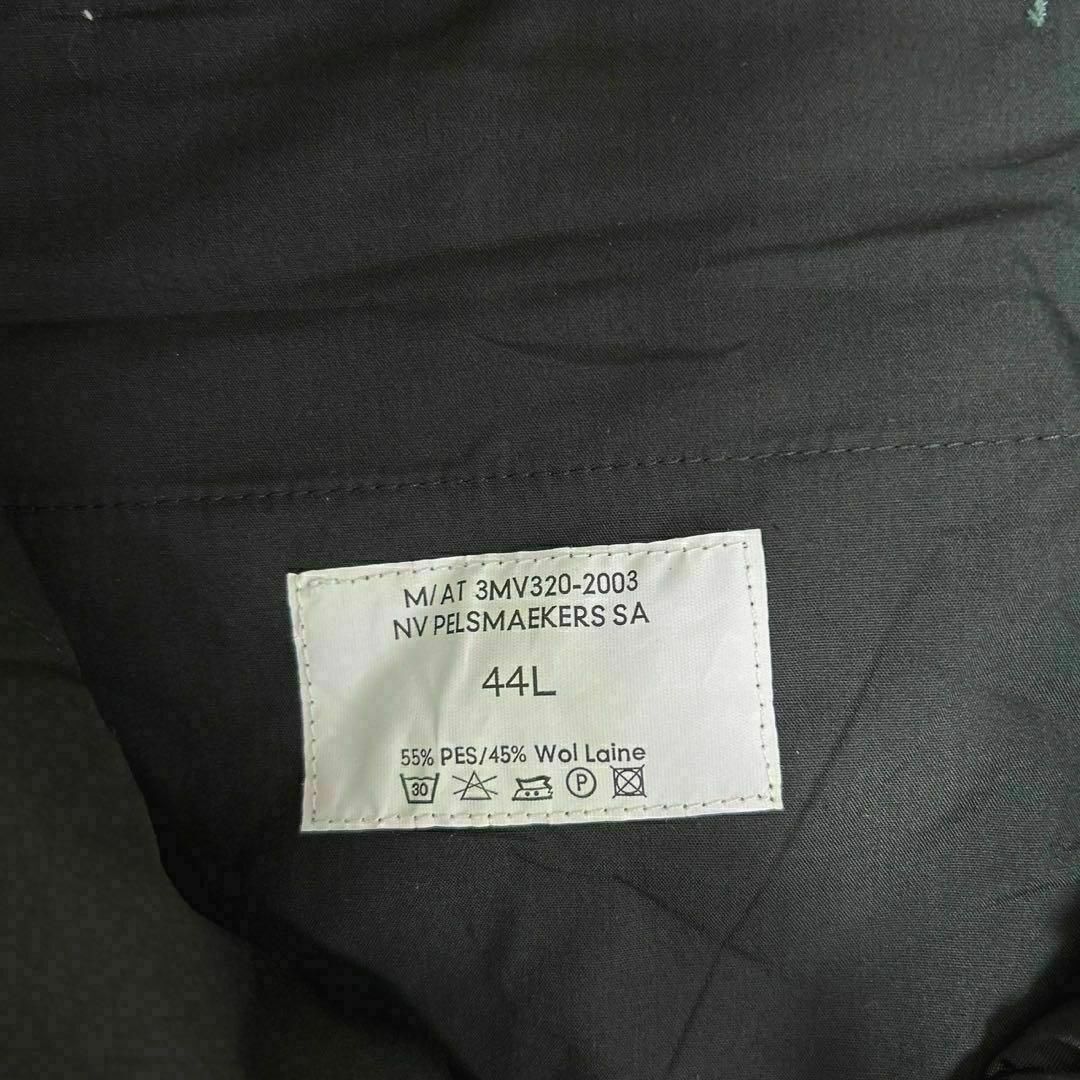 M/AT 3MV320-2003
NV PELSMAEKERS SA
44L
55% PES/45% Wol Laine
30 P